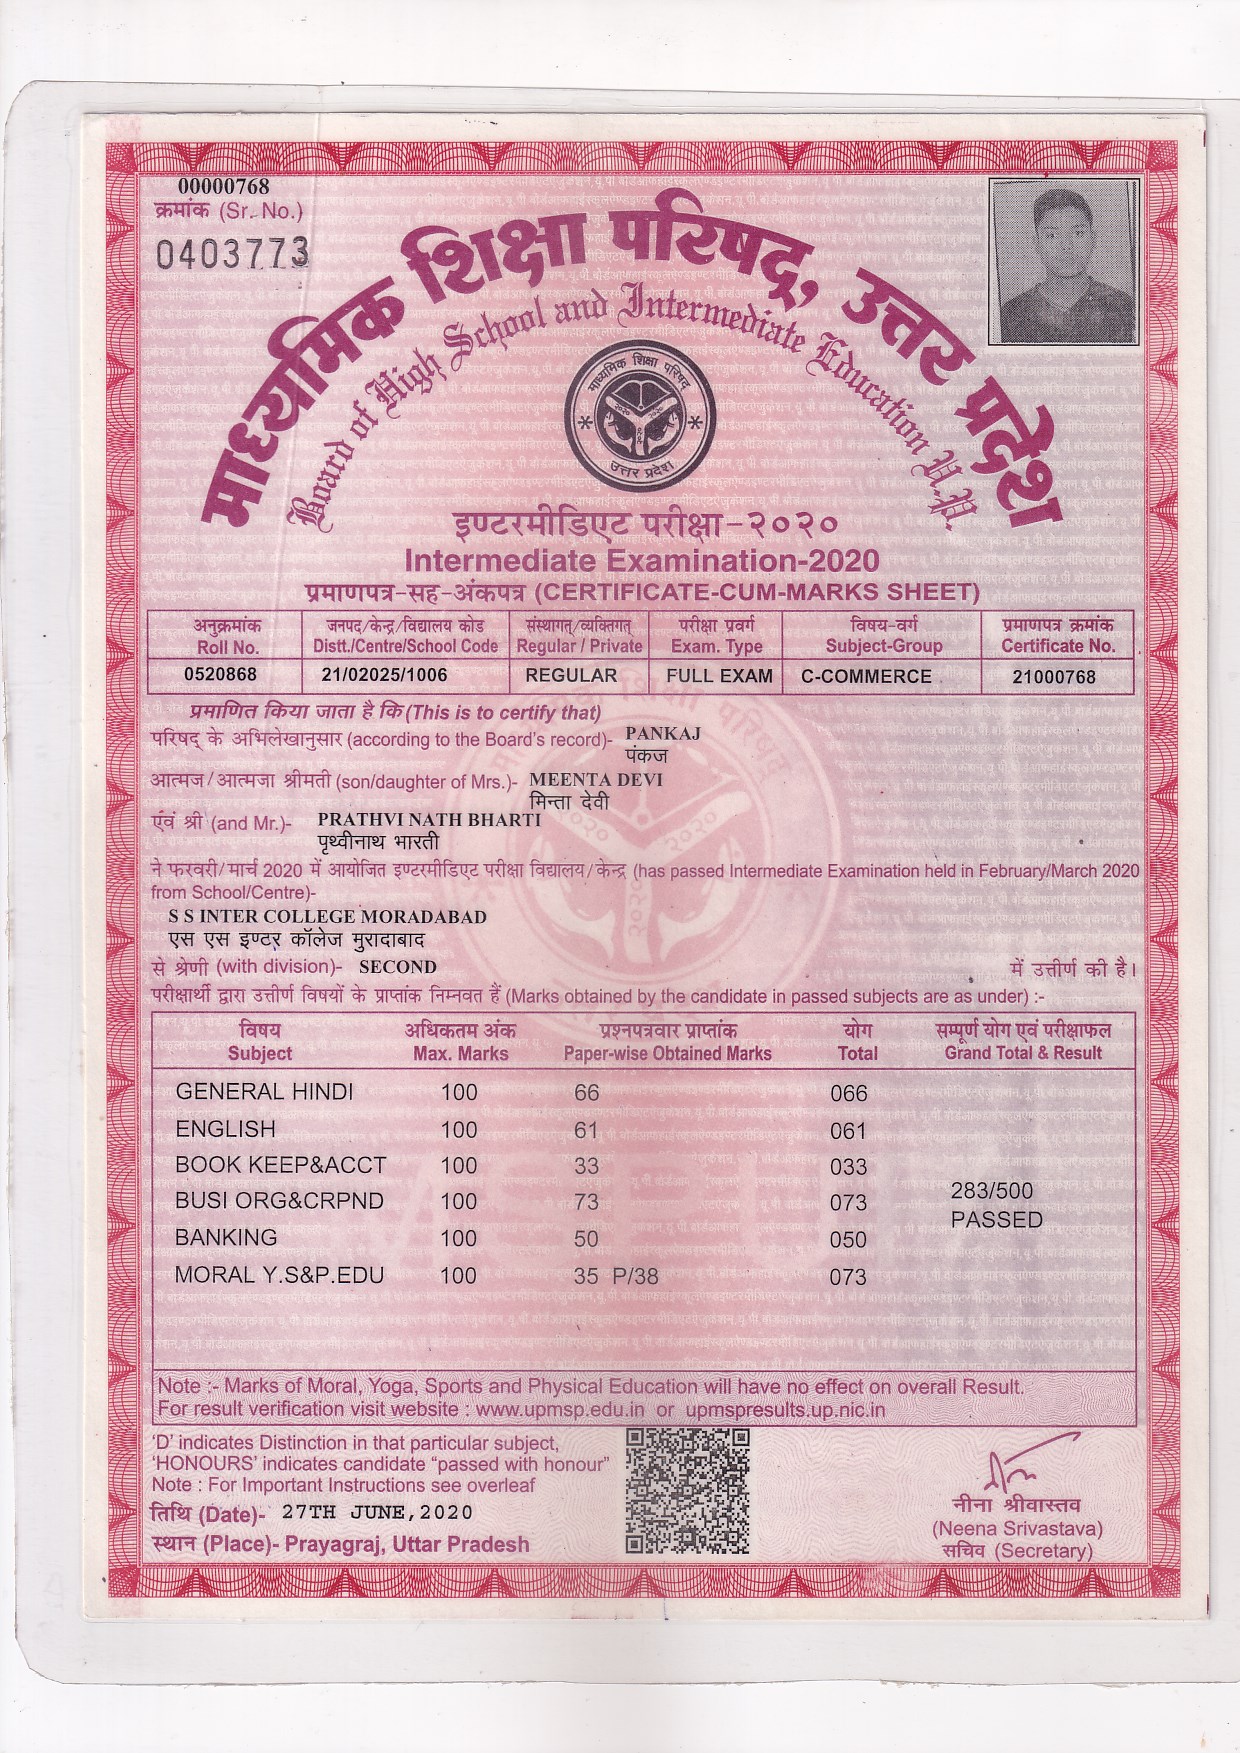 00000768
क्रमांक (Sr. No.)
0403773
माध्यमिक शिक्षा परिषद्, उत्तर प्रदेश
Board of High School and Intermediate Education U.P.
माध्यमिक शिक्षा परिषद्
उत्तर प्रदेश
इण्टरमीडिएट परीक्षा-२०२०
Intermediate Examination-2020
प्रमाणपत्र-सह-अंकपत्र (CERTIFICATE-CUM-MARKS SHEET)
अनुक्रमांक जनपद/केन्द्र/विद्यालय कोड संस्थागत्/व्यक्तिगत् परीक्षा प्रवर्ग विषय-वर्ग प्रमाणपत्र क्रमांक
Roll No. Distt./Centre/School Code Regular / Private Exam. Type Subject-Group Certificate No.
0520868 21/02025/1006 REGULAR FULL EXAM C-COMMERCE 21000768
प्रमाणित किया जाता है कि (This is to certify that)
परिषद् के अभिलेखानुसार (according to the Board's record)- PANKAJ
पंकज
आत्मज/आत्मजा श्रीमती (son/daughter of Mrs.)- MEENTA DEVI
मिन्ता देवी
एंवं श्री (and Mr.)- PRATHVI NATH BHARTI
पृथ्वीनाथ भारती
ने फरवरी/मार्च 2020 में आयोजित इण्टरमीडिएट परीक्षा विद्यालय/केन्द्र (has passed Intermediate Examination held in February/March 2020
from School/Centre)-
S S INTER COLLEGE MORADABAD
एस एस इण्टर कॉलेज मुरादाबाद
से श्रेणी (with division)- SECOND में उत्तीर्ण की है।
परीक्षार्थी द्वारा उत्तीर्ण विषयों के प्राप्तांक निम्नवत हैं (Marks obtained by the candidate in passed subjects are as under) :-
विषय अधिकतम अंक प्रश्नपत्रवार प्राप्तांक योग सम्पूर्ण योग एवं परीक्षाफल
Subject Max. Marks Paper-wise Obtained Marks Total Grand Total & Result
GENERAL HINDI 100 66 066
ENGLISH 100 61 061
BOOK KEEP&ACCT 100 33 033
BUSI ORG&CRPND 100 73 073 283/500
PASSED
BANKING 100 50 050
MORAL Y.S&P.EDU 100 35 P/38 073
Note :- Marks of Moral, Yoga, Sports and Physical Education will have no effect on overall Result.
For result verification visit website : www.upmsp.edu.in or upmspresults.up.nic.in
'D' indicates Distinction in that particular subject,
'HONOURS' indicates candidate "passed with honour"
Note : For Important Instructions see overleaf
तिथि (Date)- 27TH JUNE,2020
स्थान (Place)- Prayagraj, Uttar Pradesh
नीना श्रीवास्तव
(Neena Srivastava)
सचिव (Secretary)